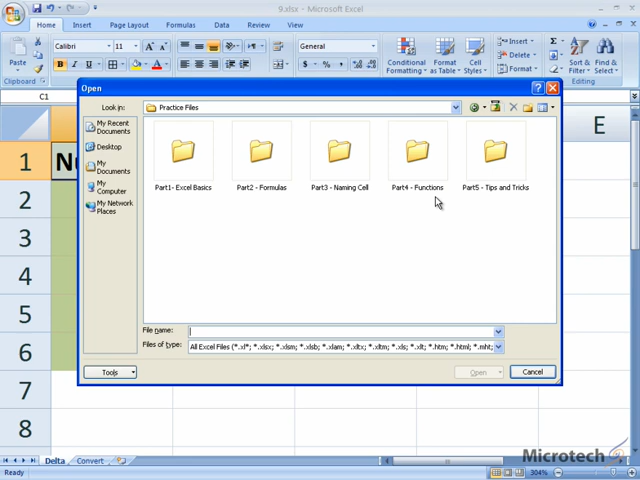 9.xlsx - Microsoft Excel
Home
Insert
Page Layout
Formulas
Data
Review
View
Paste
Clipboard
Calibri
11
General
Conditional
Formatting
Format
as Table
Cell
Styles
Insert
Delete
Format
Sort &
Filter
Find &
Select
Editing
C1
Open
Look in:
Practice Files
My Recent
Documents
Desktop
My
Documents
My
Computer
My Network
Places
Part1- Excel Basics
Part2 - Formulas
Part3 - Naming Cell
Part4 - Functions
Part5 - Tips and Tricks
File name:
Files of type:
All Excel Files (*.xl*; *.xlsx; *.xlsm; *.xlsb; *.xlam; *.xltx; *.xltm; *.xls; *.xlt; *.htm; *.html; *.mht;
Tools
Open
Cancel
E
1
2
3
4
5
6
7
8
Delta
Convert
Microtech
Ready
304%